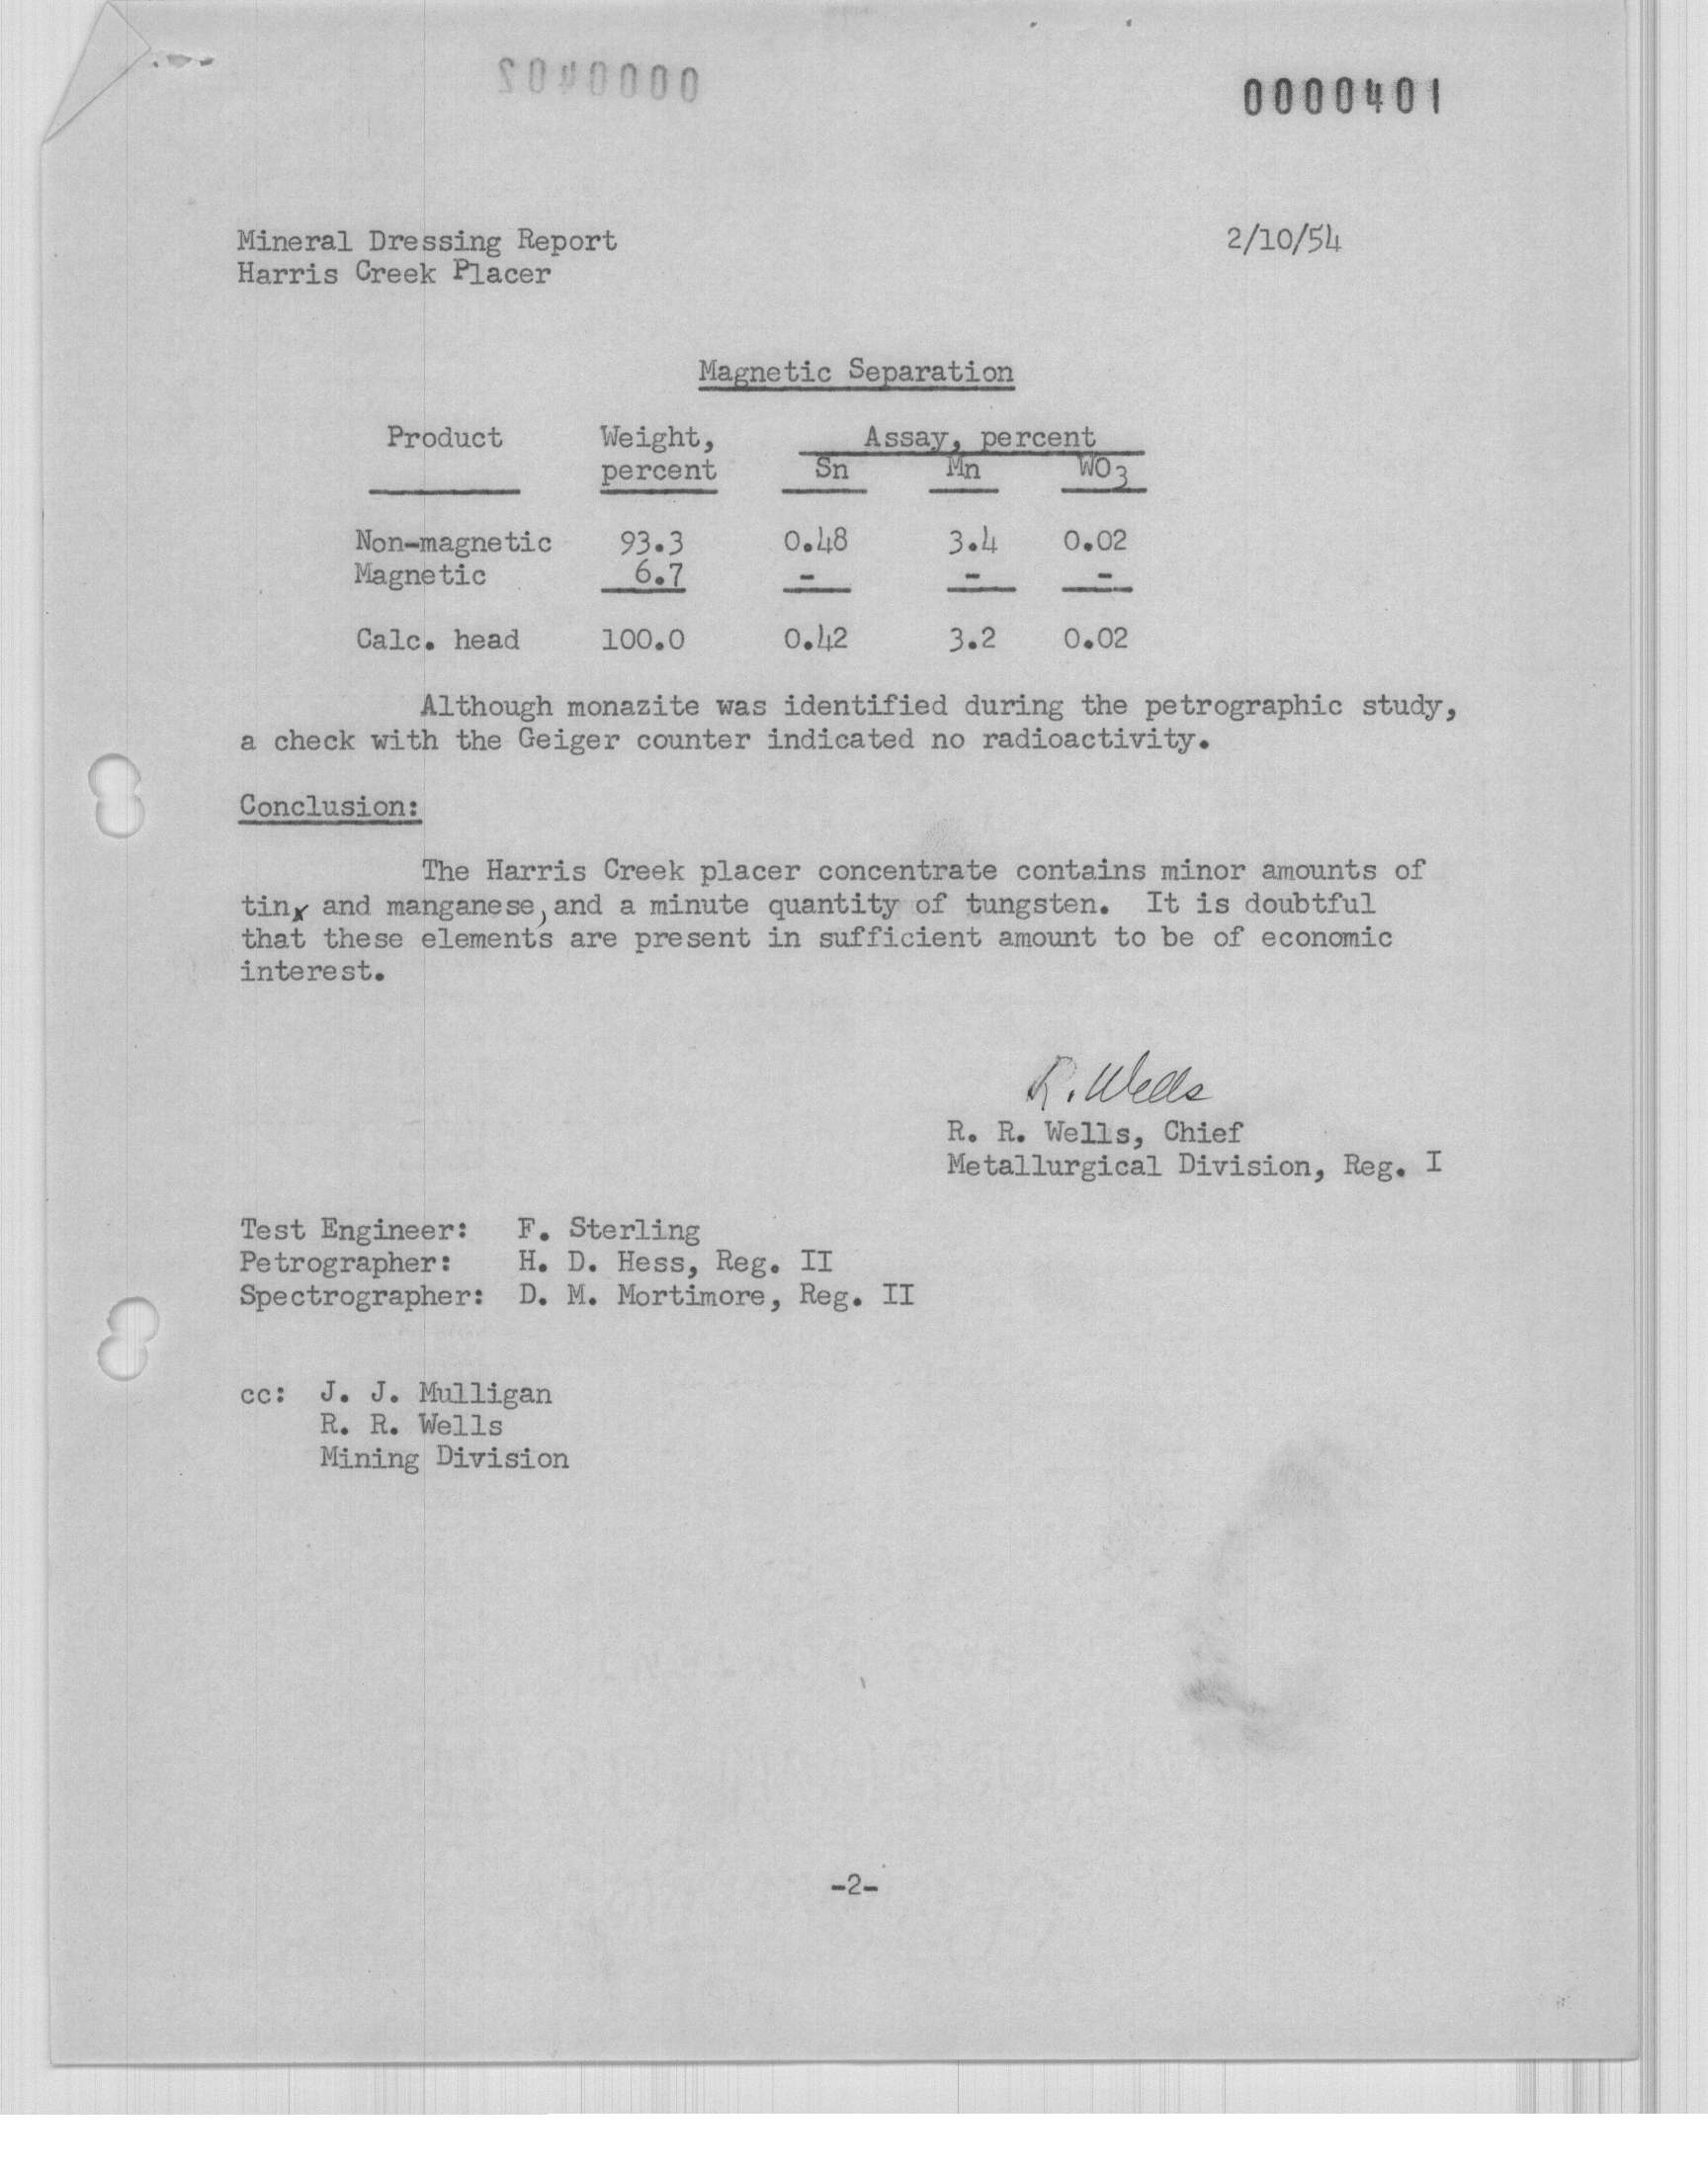 0000402
0000401
Mineral Dressing Report 2/10/54
Harris Creek Placer
Magnetic Separation
Product Weight, Assay, percent
percent Sn Mn WO3
Non-magnetic 93.3 0.48 3.4 0.02
Magnetic 6.7 - - -
Calc. head 100.0 0.42 3.2 0.02
Although monazite was identified during the petrographic study,
a check with the Geiger counter indicated no radioactivity.
Conclusion:
The Harris Creek placer concentrate contains minor amounts of
tin and manganese, and a minute quantity of tungsten. It is doubtful
that these elements are present in sufficient amount to be of economic
interest.
R. Wells
R. R. Wells, Chief
Metallurgical Division, Reg. I
Test Engineer: F. Sterling
Petrographer: H. D. Hess, Reg. II
Spectrographer: D. M. Mortimore, Reg. II
cc: J. J. Mulligan
R. R. Wells
Mining Division
-2-